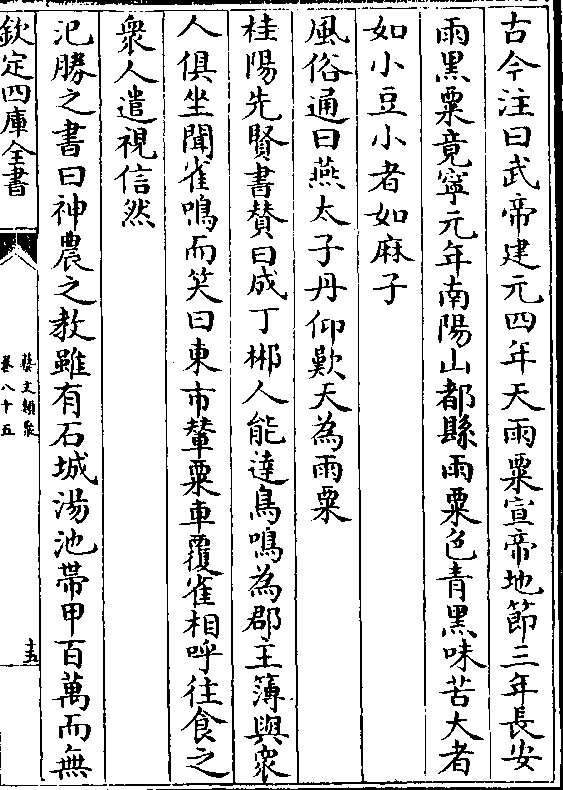 古今注曰武帝建元四年天雨粟宣帝地節三年長安
雨黑粟竟寧元年南陽山都縣雨粟色青黑味苦大者
如小豆小者如麻子
風俗通曰燕太子丹仰歎天為雨粟
桂陽先賢書賛曰成丁郴人能達鳥鳴為郡主簿與衆
人俱坐聞雀鳴而笑曰東市輦粟車覆雀相呼往食之
衆人遣視信然
氾勝之書曰神農之教雖有石城湯池帶甲百萬而無
欽定四庫全書
藝文類聚
卷八十五
十五